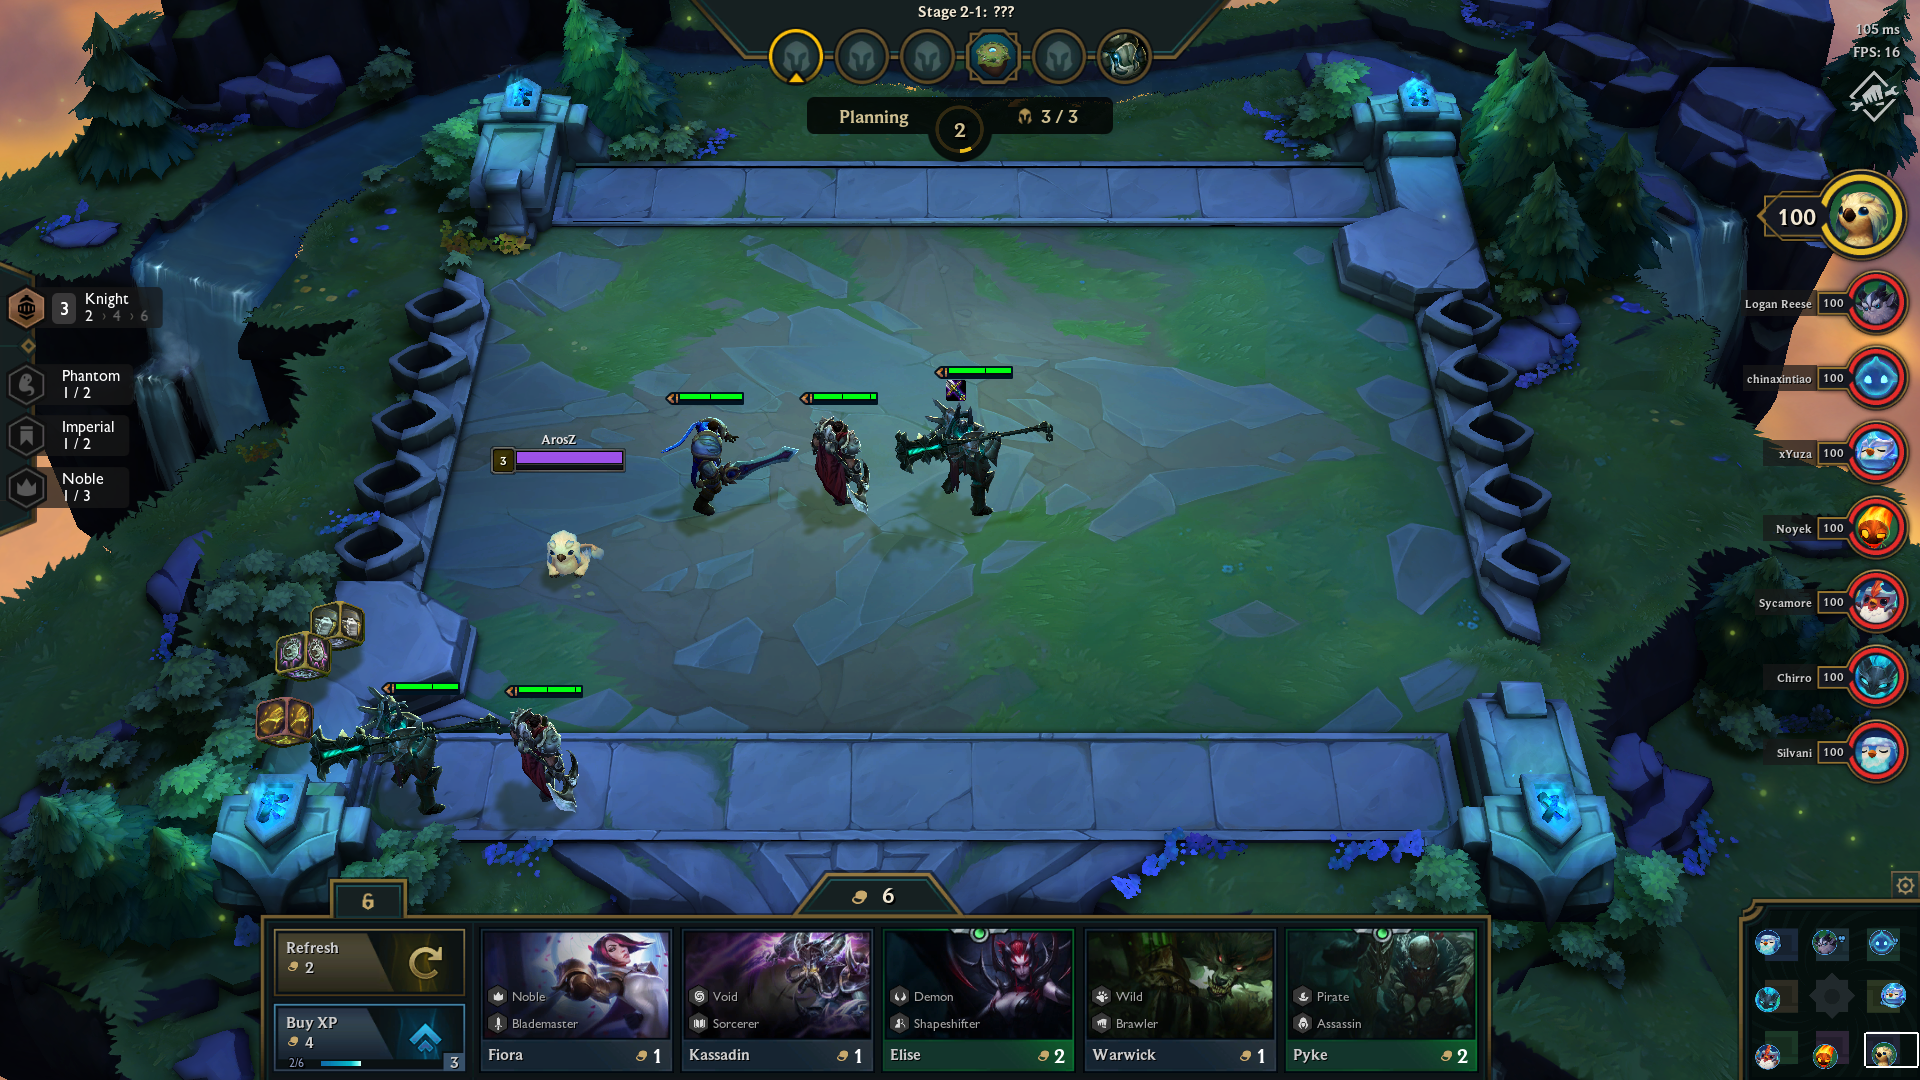 Stage 2-1: ???
105 ms
FPS: 16
Planning
2
3 / 3
100
Logan Reese 100
chinaxintiao 100
xYuza 100
Noyek 100
Sycamore 100
Chirro 100
Silvani 100
3
Knight
2 › 4 › 6
Phantom
1 / 2
Imperial
1 / 2
Noble
1 / 3
ArosZ
3
6
6
Refresh
2
Buy XP
4
2/6
3
Noble
Blademaster
Fiora 1
Void
Sorcerer
Kassadin 1
Demon
Shapeshifter
Elise 2
Wild
Brawler
Warwick 1
Pirate
Assassin
Pyke 2